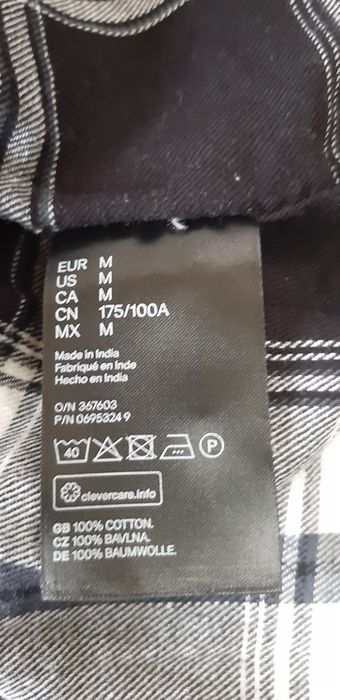 EUR M
US M
CA M
CN 175/100A
MX M
Made in India
Fabriqué en Inde
Hecho en India
O/N 367603
P/N 0695324 9
40 P
clevercare.info
GB 100% COTTON.
CZ 100% BAVLNA.
DE 100% BAUMWOLLE.